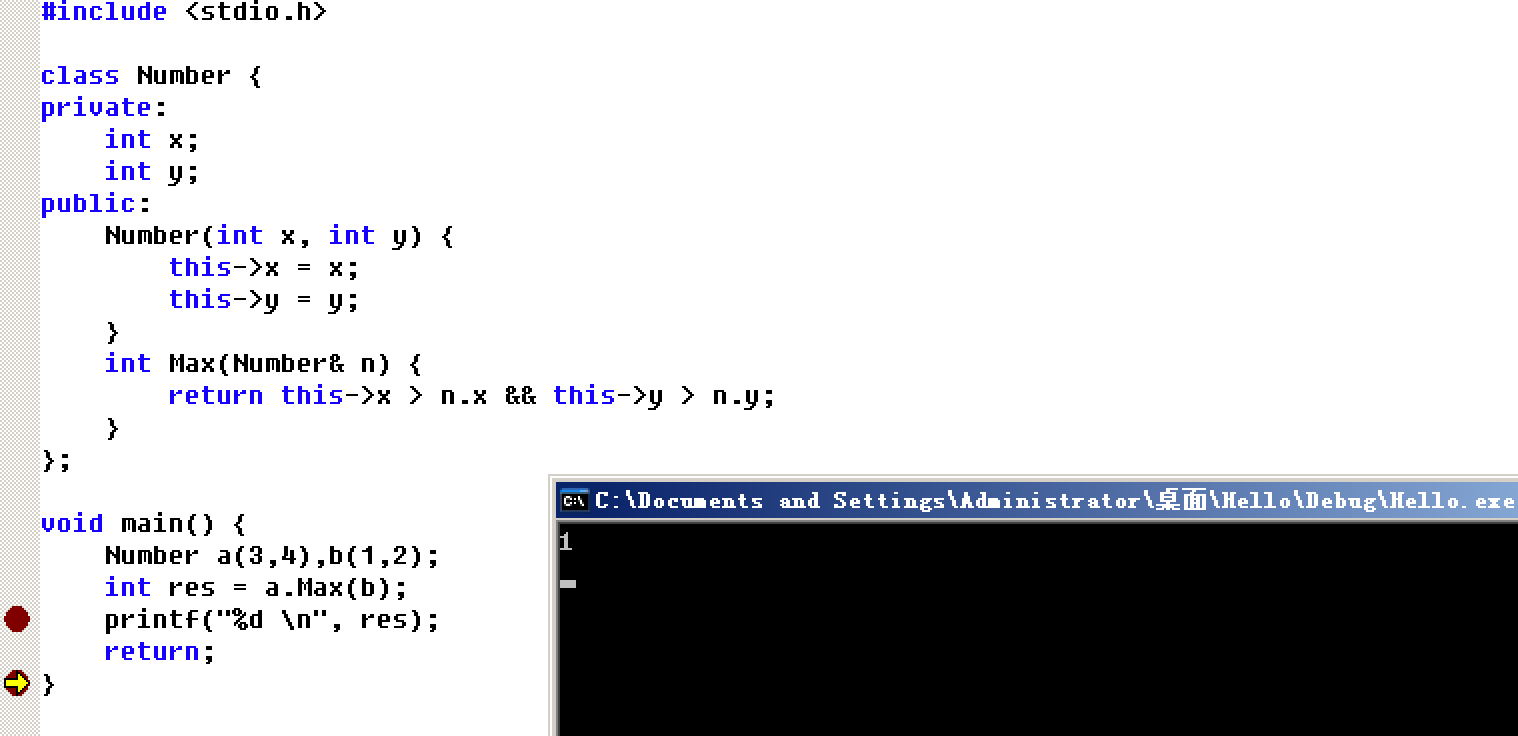 #include <stdio.h>
class Number {
private:
    int x;
    int y;
public:
    Number(int x, int y) {
        this->x = x;
        this->y = y;
    }
    int Max(Number& n) {
        return this->x > n.x && this->y > n.y;
    }
};
void main() {
    Number a(3,4),b(1,2);
    int res = a.Max(b);
    printf("%d \n", res);
    return;
}
C:\Documents and Settings\Administrator\桌面\Hello\Debug\Hello.exe
1